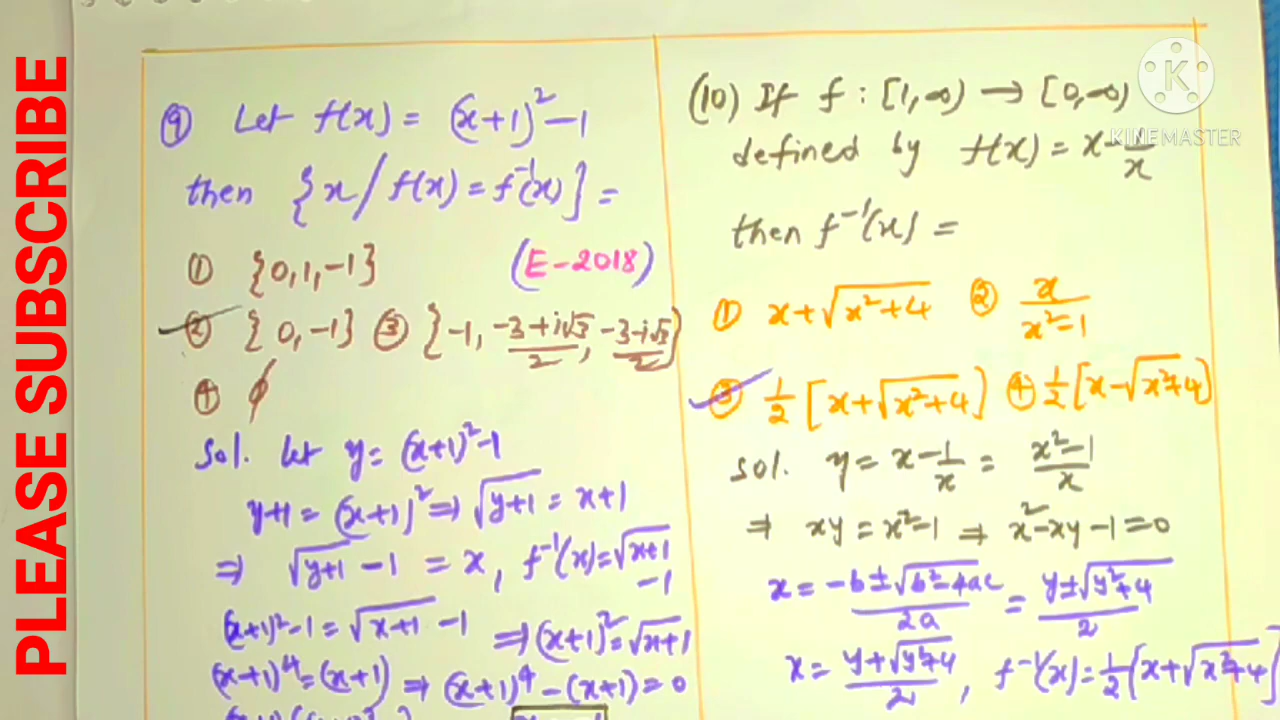 PLEASE SUBSCRIBE
K
KINEMASTER
⑨ Let f(x) = (x+1)² - 1
then {x / f(x) = f⁻¹(x)} =
① {0, 1, -1} (E-2018)
② {0, -1} ③ {-1, (-3+i√3)/2, (-3-i√3)/2}
④ ϕ
Sol. Let y = (x+1)² - 1
y+1 = (x+1)² ⇒ √(y+1) = x+1
⇒ √(y+1) - 1 = x, f⁻¹(x) = √(x+1) - 1
(x+1)² - 1 = √(x+1) - 1 ⇒ (x+1)² = √(x+1)
(x+1)⁴ = (x+1) ⇒ (x+1)⁴ - (x+1) = 0
(10) If f : [1, ∞) → [0, ∞)
defined by f(x) = x - 1/x
then f⁻¹(x) =
① x + √(x²+4) ② x/(x²-1)
③ 1/2 [x + √(x²+4)] ④ 1/2 [x - √(x²+4)]
Sol. y = x - 1/x = (x²-1)/x
⇒ xy = x² - 1 ⇒ x² - xy - 1 = 0
x = (-b ± √(b²-4ac))/2a = (y ± √(y²+4))/2
x = (y + √(y²+4))/2, f⁻¹(x) = 1/2 [x + √(x²+4)]